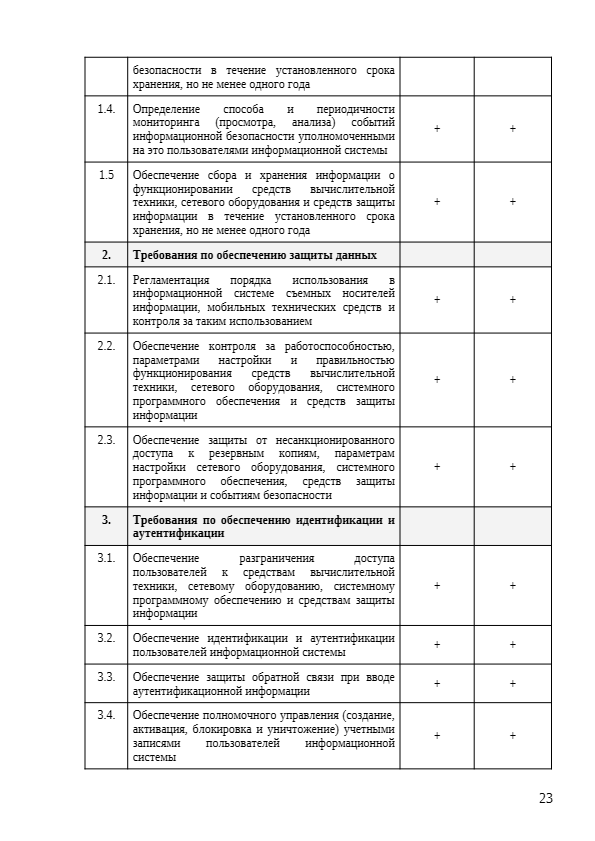 безопасности в течение установленного срока
хранения, но не менее одного года
1.4. Определение способа и периодичности
мониторинга (просмотра, анализа) событий
информационной безопасности уполномоченными
на это пользователями информационной системы
+ +
1.5 Обеспечение сбора и хранения информации о
функционировании средств вычислительной
техники, сетевого оборудования и средств защиты
информации в течение установленного срока
хранения, но не менее одного года
+ +
2. Требования по обеспечению защиты данных
2.1. Регламентация порядка использования в
информационной системе съемных носителей
информации, мобильных технических средств и
контроля за таким использованием
+ +
2.2. Обеспечение контроля за работоспособностью,
параметрами настройки и правильностью
функционирования средств вычислительной
техники, сетевого оборудования, системного
программного обеспечения и средств защиты
информации
+ +
2.3. Обеспечение защиты от несанкционированного
доступа к резервным копиям, параметрам
настройки сетевого оборудования, системного
программного обеспечения, средств защиты
информации и событиям безопасности
+ +
3. Требования по обеспечению идентификации и
аутентификации
3.1. Обеспечение разграничения доступа
пользователей к средствам вычислительной
техники, сетевому оборудованию, системному
программному обеспечению и средствам защиты
информации
+ +
3.2. Обеспечение идентификации и аутентификации
пользователей информационной системы
+ +
3.3. Обеспечение защиты обратной связи при вводе
аутентификационной информации
+ +
3.4. Обеспечение полномочного управления (создание,
активация, блокировка и уничтожение) учетными
записями пользователей информационной
системы
+ +
23